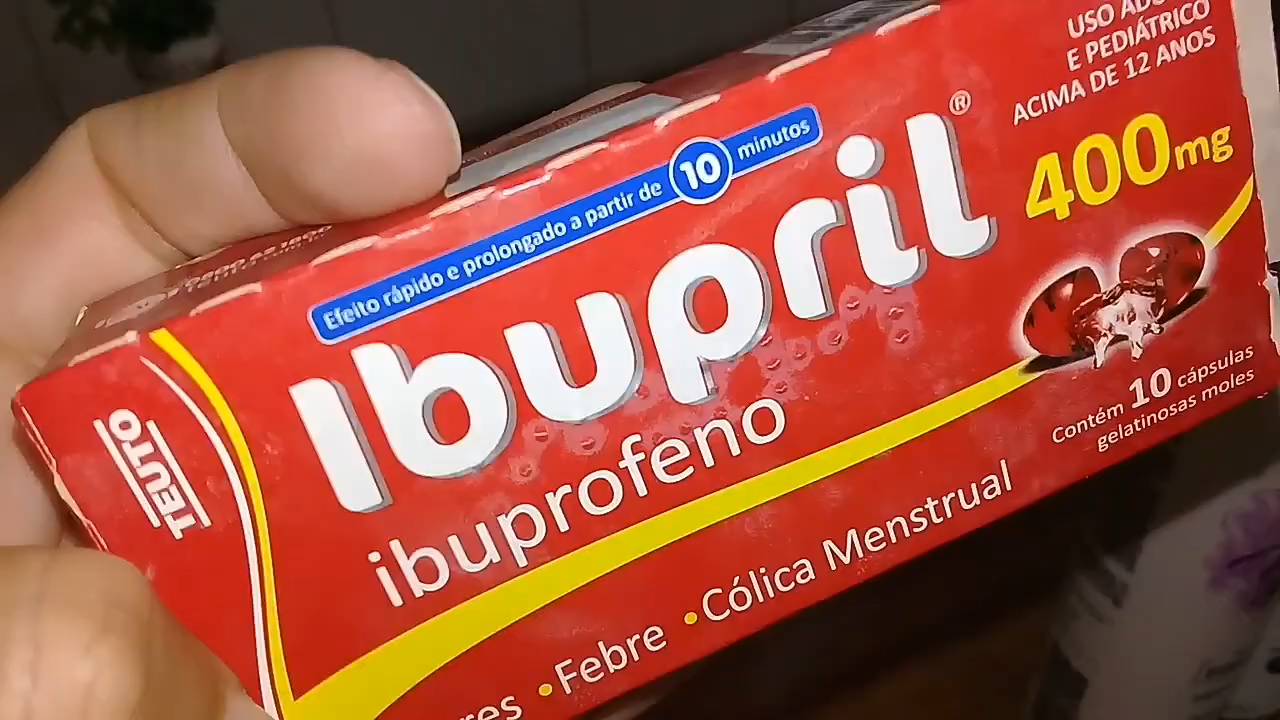 USO
E PEDIÁTRICO
ACIMA DE 12 ANOS
400mg
Efeito rápido e prolongado a partir de 10 minutos
Ibupril®
ibuprofeno
TEUTO
Contém 10 cápsulas
gelatinosas moles
•Febre •Cólica Menstrual